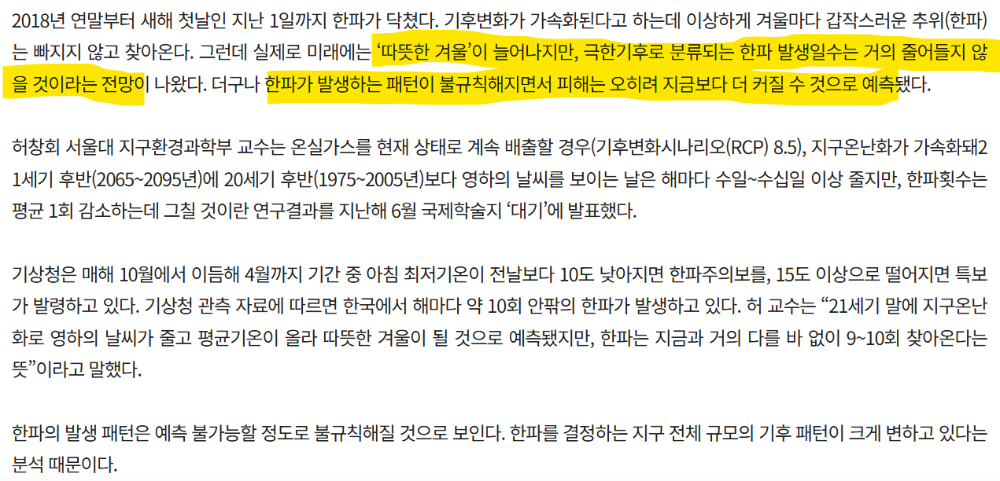 2018년 연말부터 새해 첫날인 지난 1일까지 한파가 닥쳤다. 기후변화가 가속화된다고 하는데 이상하게 겨울마다 갑작스러운 추위(한파)
는 빠지지 않고 찾아온다. 그런데 실제로 미래에는 ‘따뜻한 겨울’이 늘어나지만, 극한기후로 분류되는 한파 발생일수는 거의 줄어들지 않
을 것이라는 전망이 나왔다. 더구나 한파가 발생하는 패턴이 불규칙해지면서 피해는 오히려 지금보다 더 커질 수 것으로 예측됐다.
허창회 서울대 지구환경과학부 교수는 온실가스를 현재 상태로 계속 배출할 경우(기후변화시나리오(RCP) 8.5), 지구온난화가 가속화돼2
1세기 후반(2065~2095년)에 20세기 후반(1975~2005년)보다 영하의 날씨를 보이는 날은 해마다 수일~수십일 이상 줄지만, 한파횟수는
평균 1회 감소하는데 그칠 것이란 연구결과를 지난해 6월 국제학술지 ‘대기’에 발표했다.
기상청은 매해 10월에서 이듬해 4월까지 기간 중 아침 최저기온이 전날보다 10도 낮아지면 한파주의보를, 15도 이상으로 떨어지면 특보
가 발령하고 있다. 기상청 관측 자료에 따르면 한국에서 해마다 약 10회 안팎의 한파가 발생하고 있다. 허 교수는 “21세기 말에 지구온난
화로 영하의 날씨가 줄고 평균기온이 올라 따뜻한 겨울이 될 것으로 예측됐지만, 한파는 지금과 거의 다를 바 없이 9~10회 찾아온다는
뜻”이라고 말했다.
한파의 발생 패턴은 예측 불가능할 정도로 불규칙해질 것으로 보인다. 한파를 결정하는 지구 전체 규모의 기후 패턴이 크게 변하고 있다는
분석 때문이다.